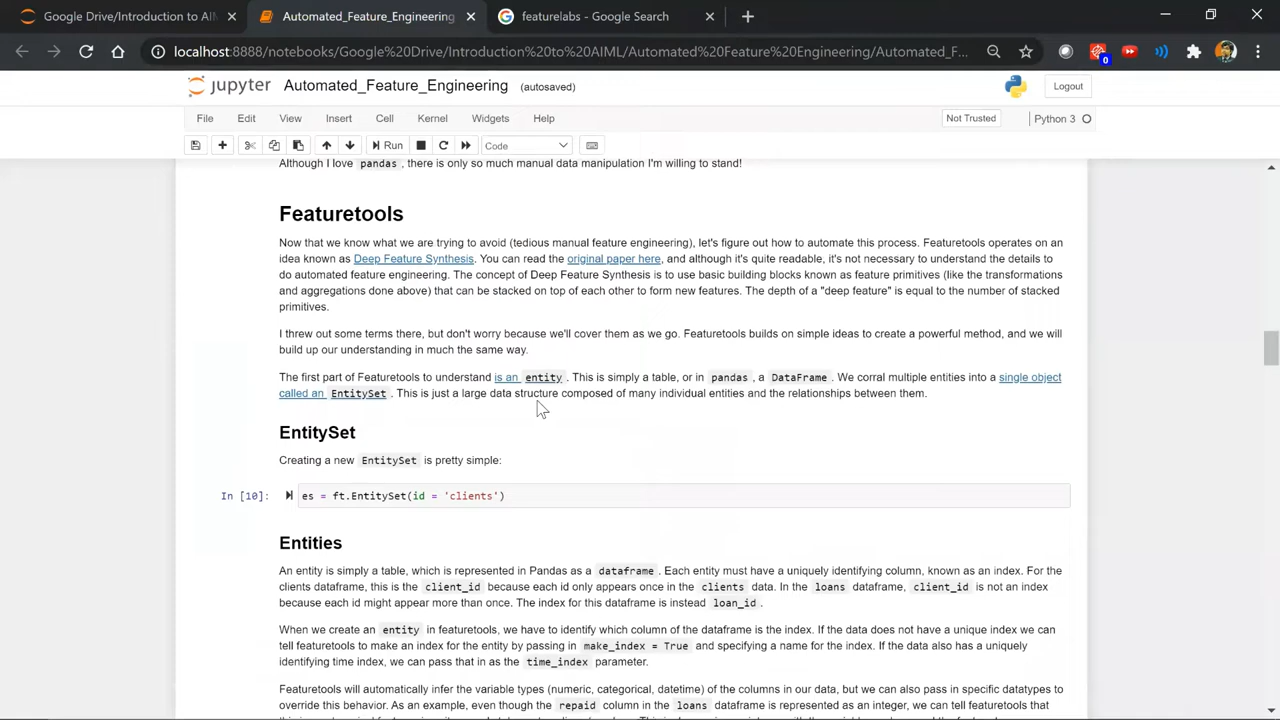 Google Drive/Introduction to AIM
Automated_Feature_Engineering
featurelabs - Google Search
localhost:8888/notebooks/Google%20Drive/Introduction%20to%20AIML/Automated%20Feature%20Engineering/Automated_F...
0
jupyter Automated_Feature_Engineering (autosaved)
Logout
File Edit View Insert Cell Kernel Widgets Help
Not Trusted
Python 3
Run
Code
Although I love pandas, there is only so much manual data manipulation I'm willing to stand!
Featuretools
Now that we know what we are trying to avoid (tedious manual feature engineering), let's figure out how to automate this process. Featuretools operates on an
idea known as Deep Feature Synthesis. You can read the original paper here, and although it's quite readable, it's not necessary to understand the details to
do automated feature engineering. The concept of Deep Feature Synthesis is to use basic building blocks known as feature primitives (like the transformations
and aggregations done above) that can be stacked on top of each other to form new features. The depth of a "deep feature" is equal to the number of stacked
primitives.
I threw out some terms there, but don't worry because we'll cover them as we go. Featuretools builds on simple ideas to create a powerful method, and we will
build up our understanding in much the same way.
The first part of Featuretools to understand is an entity. This is simply a table, or in pandas, a DataFrame. We corral multiple entities into a single object
called an EntitySet. This is just a large data structure composed of many individual entities and the relationships between them.
EntitySet
Creating a new EntitySet is pretty simple:
In [10]: es = ft.EntitySet(id = 'clients')
Entities
An entity is simply a table, which is represented in Pandas as a dataframe. Each entity must have a uniquely identifying column, known as an index. For the
clients dataframe, this is the client_id because each id only appears once in the clients data. In the loans dataframe, client_id is not an index
because each id might appear more than once. The index for this dataframe is instead loan_id.
When we create an entity in featuretools, we have to identify which column of the dataframe is the index. If the data does not have a unique index we can
tell featuretools to make an index for the entity by passing in make_index = True and specifying a name for the index. If the data also has a uniquely
identifying time index, we can pass that in as the time_index parameter.
Featuretools will automatically infer the variable types (numeric, categorical, datetime) of the columns in our data, but we can also pass in specific datatypes to
override this behavior. As an example, even though the repaid column in the loans dataframe is represented as an integer, we can tell featuretools that